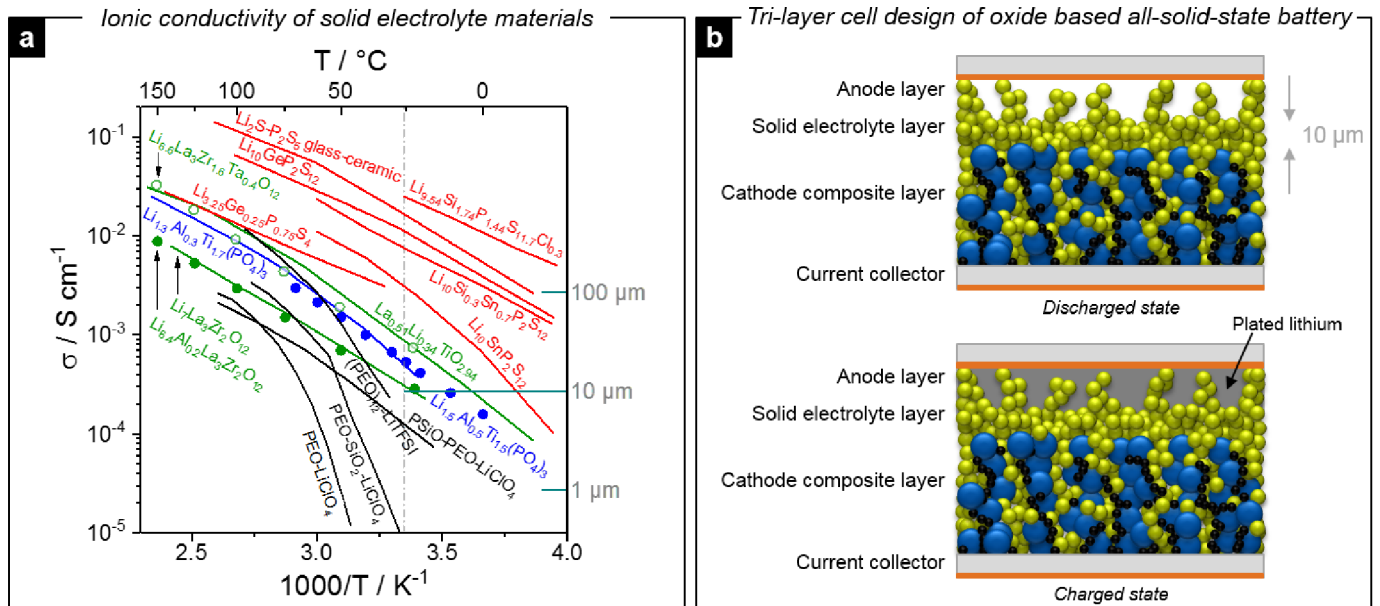 Ionic conductivity of solid electrolyte materials
a
T / °C
150 100 50 0
σ / S cm⁻¹
10⁻¹
10⁻²
10⁻³
10⁻⁴
10⁻⁵
Li₂S-P₂S₅ glass-ceramic
Li₁₀GeP₂S₁₂
Li₉.₅₄Si₁.₇₄P₁.₄₄S₁₁.₇Cl₀.₃
Li₆.₆La₃Zr₁.₆Ta₀.₄O₁₂
Li₃.₂₅Ge₀.₂₅P₀.₇₅S₄
Li₁.₃Al₀.₃Ti₁.₇(PO₄)₃
Li₁₀Si₀.₃Sn₀.₇P₂S₁₂
Li₁₀SnP₂S₁₂
La₀.₅₁Li₀.₃₄TiO₂.₉₄
Li₇La₃Zr₂O₁₂
Li₆.₄Al₀.₂La₃Zr₂O₁₂
(PEO)₁₂-LiTFSI
Li₁.₅Al₀.₅Ti₁.₅(PO₄)₃
PSiO-PEO-LiClO₄
PEO-SiO₂-LiClO₄
PEO-LiClO₄
100 µm
10 µm
1 µm
2.5 3.0 3.5 4.0
1000/T / K⁻¹
Tri-layer cell design of oxide based all-solid-state battery
b
Anode layer
Solid electrolyte layer
10 µm
Cathode composite layer
Current collector
Discharged state
Plated lithium
Anode layer
Solid electrolyte layer
Cathode composite layer
Current collector
Charged state